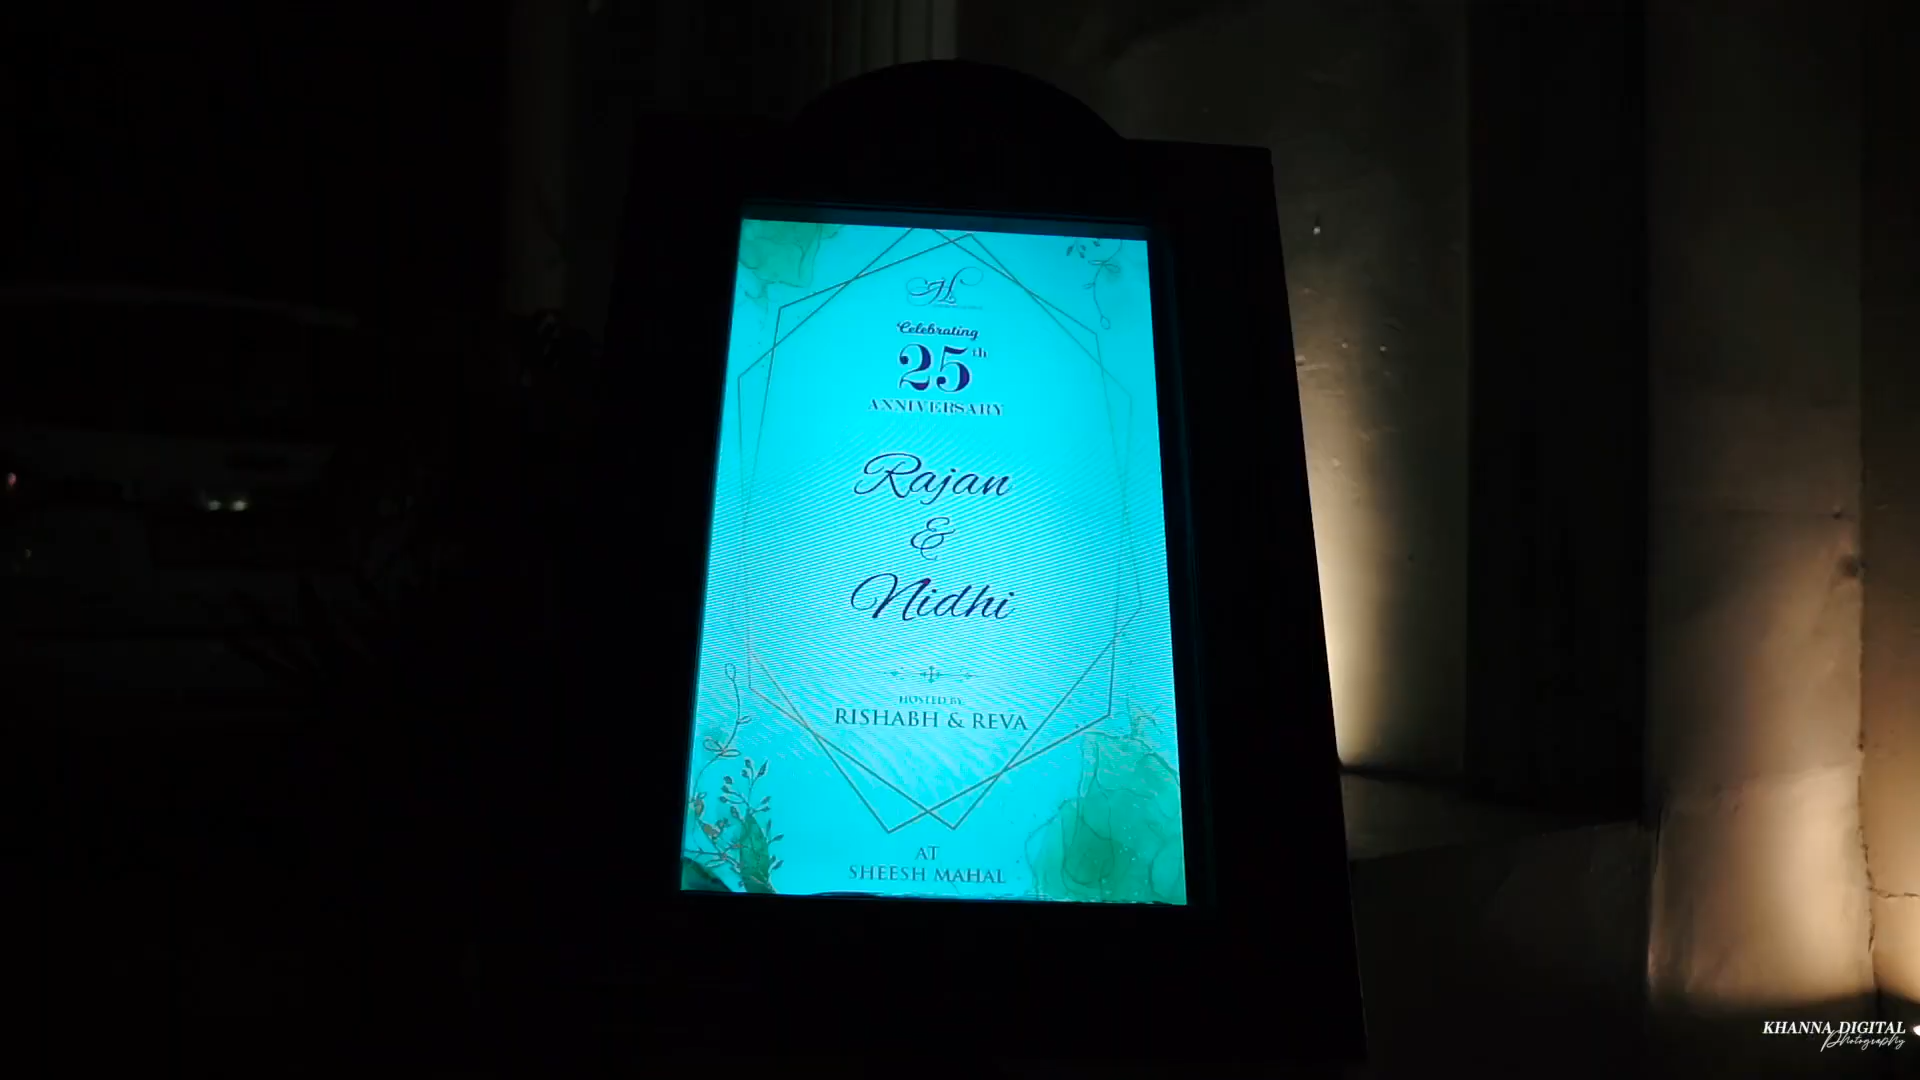 H
Celebrating
25th
ANNIVERSARY
Rajan
&
Nidhi
HOSTED BY
RISHABH & REVA
AT
SHEESH MAHAL
KHANNA DIGITAL
Photography